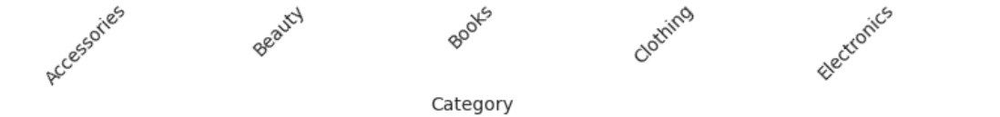 Accessories
Beauty
Books
Clothing
Electronics
Category